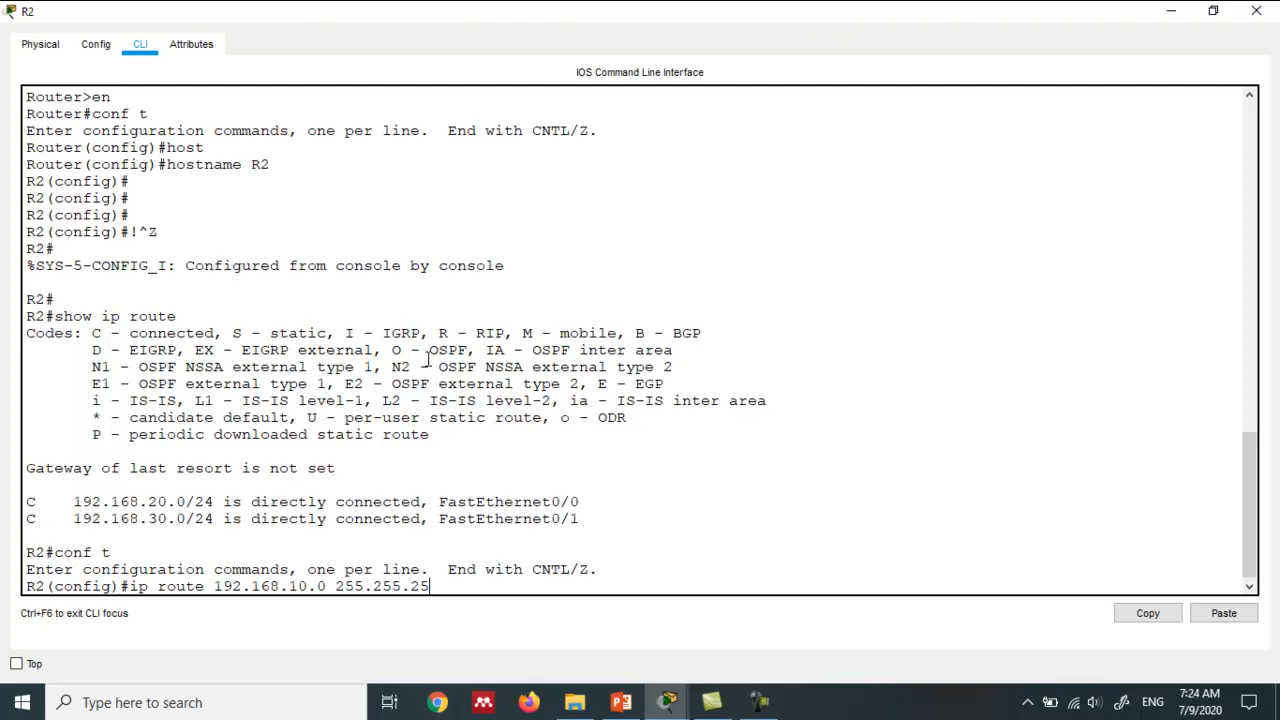 R2
Physical Config CLI Attributes
IOS Command Line Interface
Router>en
Router#conf t
Enter configuration commands, one per line.  End with CNTL/Z.
Router(config)#host
Router(config)#hostname R2
R2(config)#
R2(config)#
R2(config)#
R2(config)#!^Z
R2#
%SYS-5-CONFIG_I: Configured from console by console
R2#
R2#show ip route
Codes: C - connected, S - static, I - IGRP, R - RIP, M - mobile, B - BGP
D - EIGRP, EX - EIGRP external, O - OSPF, IA - OSPF inter area
N1 - OSPF NSSA external type 1, N2 - OSPF NSSA external type 2
E1 - OSPF external type 1, E2 - OSPF external type 2, E - EGP
i - IS-IS, L1 - IS-IS level-1, L2 - IS-IS level-2, ia - IS-IS inter area
* - candidate default, U - per-user static route, o - ODR
P - periodic downloaded static route
Gateway of last resort is not set
C    192.168.20.0/24 is directly connected, FastEthernet0/0
C    192.168.30.0/24 is directly connected, FastEthernet0/1
R2#conf t
Enter configuration commands, one per line.  End with CNTL/Z.
R2(config)#ip route 192.168.10.0 255.255.25
Ctrl+F6 to exit CLI focus
Copy Paste
Top
Type here to search
ENG
7:24 AM
7/9/2020